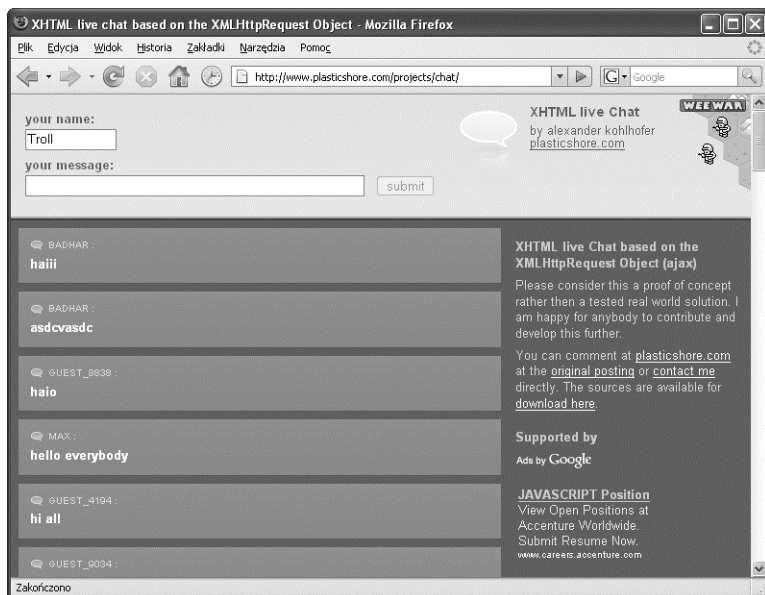 XHTML live chat based on the XMLHttpRequest Object - Mozilla Firefox
Plik Edycja Widok Historia Zakładki Narzędzia Pomoc
http://www.plasticshore.com/projects/chat/
G Google
your name:
Troll
your message:
submit
XHTML live Chat
by alexander kohlhofer
plasticshore.com
WEEWAR
BADHAR :
haiii
BADHAR :
asdcvasdc
GUEST_8838 :
haio
MAX :
hello everybody
GUEST_4194 :
hi all
GUEST_9034 :
XHTML live Chat based on the
XMLHttpRequest Object (ajax)
Please consider this a proof of concept
rather then a tested real world solution. I
am happy for anybody to contribute and
develop this further.
You can comment at plasticshore.com
at the original posting or contact me
directly. The sources are available for
download here.
Supported by
Ads by Google
JAVASCRIPT Position
View Open Positions at
Accenture Worldwide.
Submit Resume Now.
www.careers.accenture.com
Zakończono